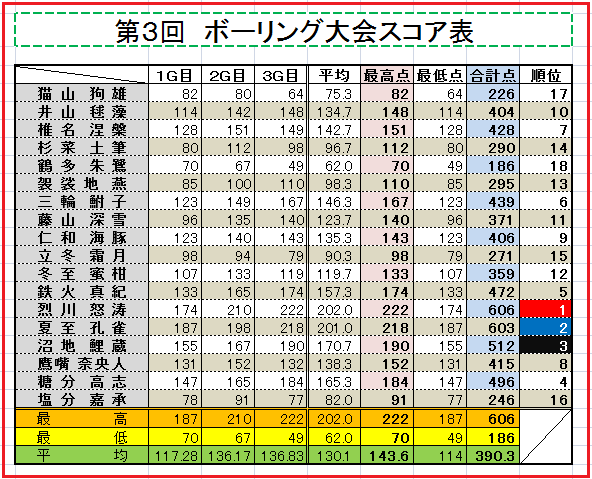 第3回 ボーリング大会スコア表
1G目 2G目 3G目 平均 最高点 最低点 合計点 順位
猫山 狗雄 82 80 64 75.3 82 64 226 17
井山 毬藻 114 142 148 134.7 148 114 404 10
椎名 涅槃 128 151 149 142.7 151 128 428 7
杉菜 土筆 80 112 98 96.7 112 80 290 14
鶴多 朱鷺 70 67 49 62.0 70 49 186 18
袈裟地 燕 85 100 110 98.3 110 85 295 13
三輪 鮒子 123 149 167 146.3 167 123 439 6
藤山 深雪 96 135 140 123.7 140 96 371 11
仁和 海豚 123 140 143 135.3 143 123 406 9
立冬 霜月 98 94 79 90.3 98 79 271 15
冬至 蜜柑 107 133 119 119.7 133 107 359 12
鉄火 真紀 133 165 174 157.3 174 133 472 5
烈川 怒涛 174 210 222 202.0 222 174 606 1
夏至 孔雀 187 198 218 201.0 218 187 603 2
沼地 鯉蔵 155 167 190 170.7 190 155 512 3
鷹嘴 奈央人 131 152 132 138.3 152 131 415 8
糖分 高志 147 165 184 165.3 184 147 496 4
塩分 嘉承 78 91 77 82.0 91 77 246 16
最高 187 210 222 202.0 222 187 606
最低 70 67 49 62.0 70 49 186
平均 117.28 136.17 136.83 130.1 143.6 114 390.3